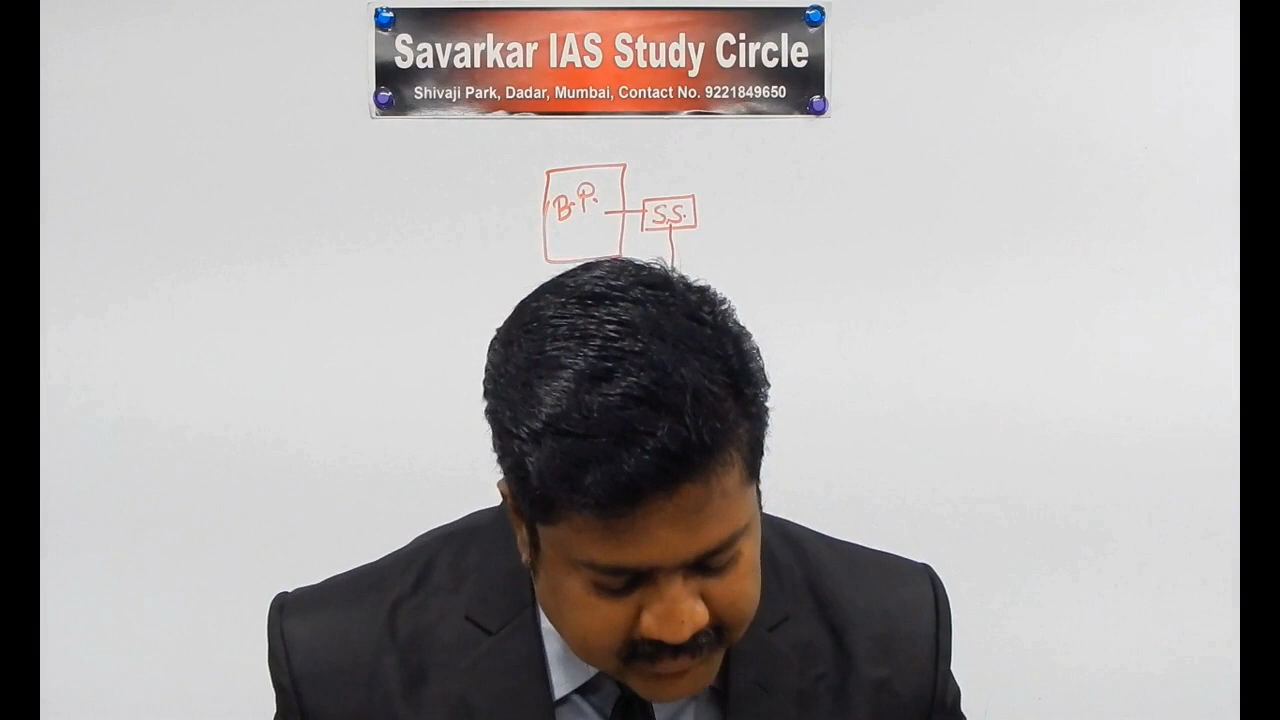 Savarkar IAS Study Circle
Shivaji Park, Dadar, Mumbai, Contact No. 9221849650
B.P.
S.S.